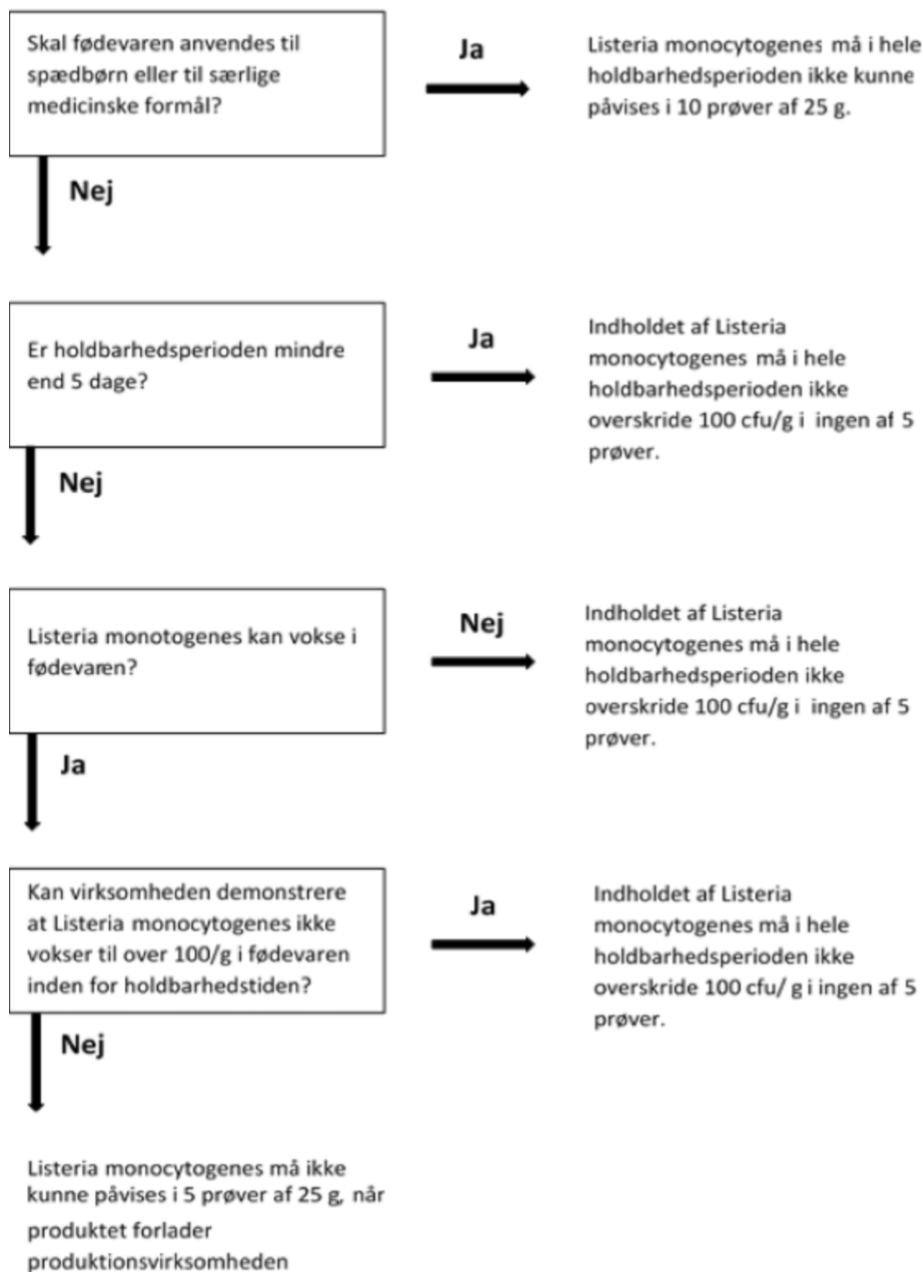 Skal fødevaren anvendes til
spædbørn eller til særlige
medicinske formål?
Ja
Listeria monocytogenes må i hele
holdbarhedsperioden ikke kunne
påvises i 10 prøver af 25 g.
Nej
Er holdbarhedsperioden mindre
end 5 dage?
Ja
Indholdet af Listeria
monocytogenes må i hele
holdbarhedsperioden ikke
overskride 100 cfu/g i ingen af 5
prøver.
Nej
Listeria monotogenes kan vokse i
fødevaren?
Nej
Indholdet af Listeria
monocytogenes må i hele
holdbarhedsperioden ikke
overskride 100 cfu/g i ingen af 5
prøver.
Ja
Kan virksomheden demonstrere
at Listeria monocytogenes ikke
vokser til over 100/g i fødevaren
inden for holdbarhedstiden?
Ja
Indholdet af Listeria
monocytogenes må i hele
holdbarhedsperioden ikke
overskride 100 cfu/ g i ingen af 5
prøver.
Nej
Listeria monocytogenes må ikke
kunne påvises i 5 prøver af 25 g, når
produktet forlader
produktionsvirksomheden